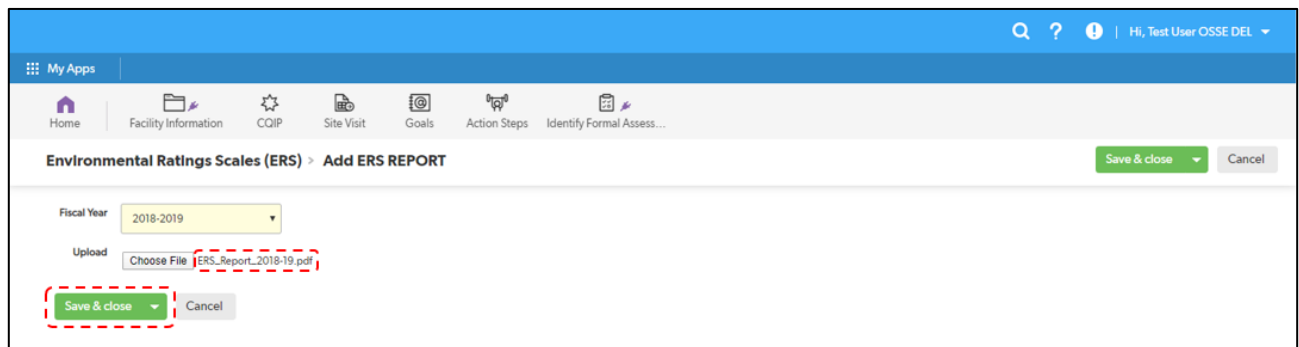 ? ! | Hi, Test User OSSE DEL
My Apps
Home Facility Information CQIP Site Visit Goals Action Steps Identify Formal Assess...
Environmental Ratings Scales (ERS) > Add ERS REPORT Save & close Cancel
Fiscal Year 2018-2019
Upload Choose File ERS_Report_2018-19.pdf
Save & close Cancel